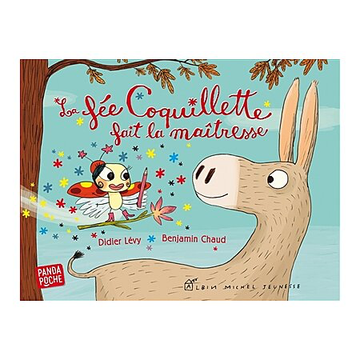 La fée Coquillette
fait la maîtresse
Didier Lévy
Benjamin Chaud
PANDA
POCHE
ALBIN MICHEL JEUNESSE